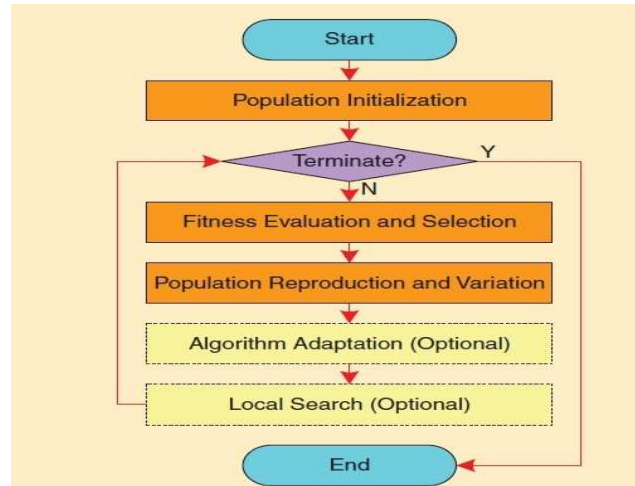 Start
Population Initialization
Terminate?
Y
N
Fitness Evaluation and Selection
Population Reproduction and Variation
Algorithm Adaptation (Optional)
Local Search (Optional)
End